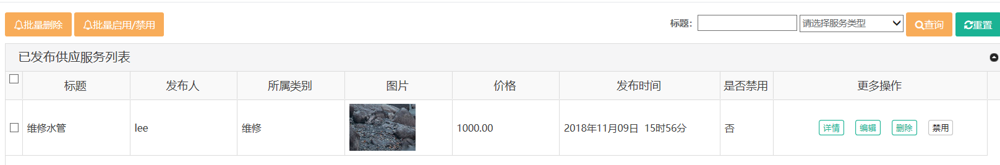 批量删除 批量启用/禁用 标题： 请选择服务类型 查询 重置
已发布供应服务列表
标题 发布人 所属类别 图片 价格 发布时间 是否禁用 更多操作
维修水管 lee 维修 1000.00 2018年11月09日 15时56分 否 详情 编辑 删除 禁用